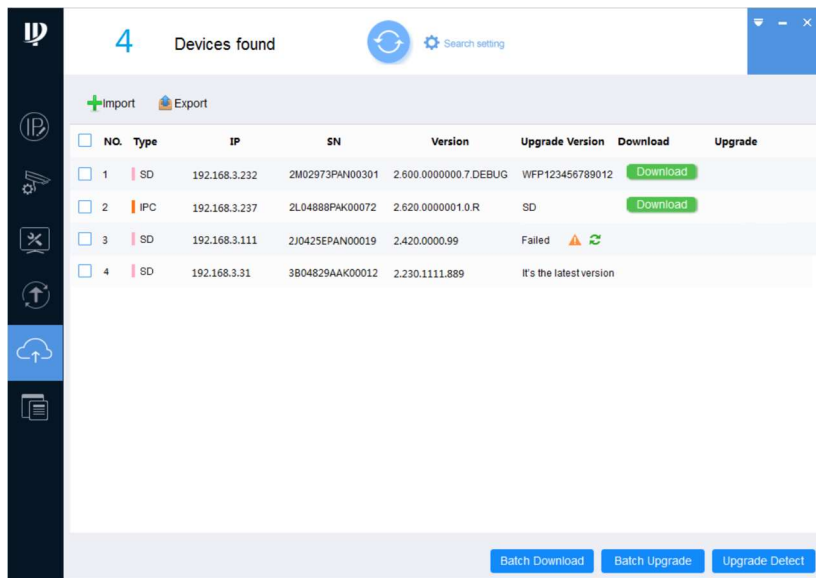 4 Devices found Search setting
Import Export
NO. Type IP SN Version Upgrade Version Download Upgrade
1 SD 192.168.3.232 2M02973PAN00301 2.600.0000000.7.DEBUG WFP123456789012 Download
2 IPC 192.168.3.237 2L04888PAK00072 2.620.0000001.0.R SD Download
3 SD 192.168.3.111 2J0425EPAN00019 2.420.0000.99 Failed
4 SD 192.168.3.31 3B04829AAK00012 2.230.1111.889 It's the latest version
Batch Download Batch Upgrade Upgrade Detect